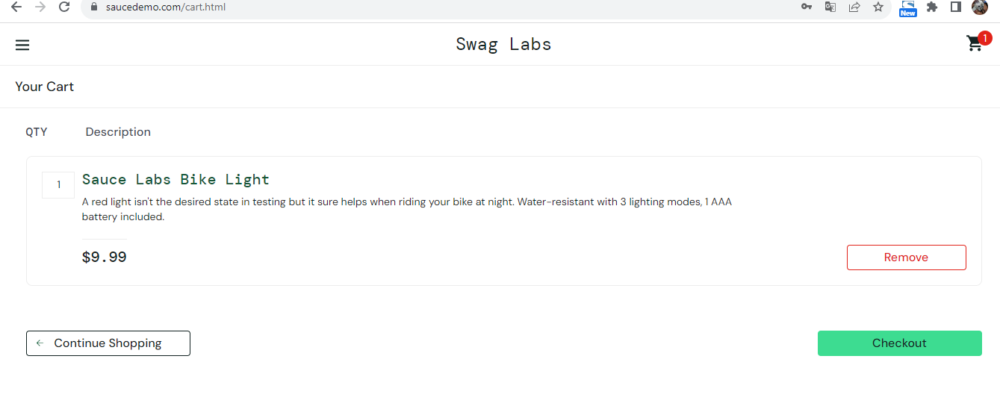 saucedemo.com/cart.html
New
Swag Labs
1
Your Cart
QTY Description
1
Sauce Labs Bike Light
A red light isn't the desired state in testing but it sure helps when riding your bike at night. Water-resistant with 3 lighting modes, 1 AAA
battery included.
$9.99
Remove
Continue Shopping
Checkout